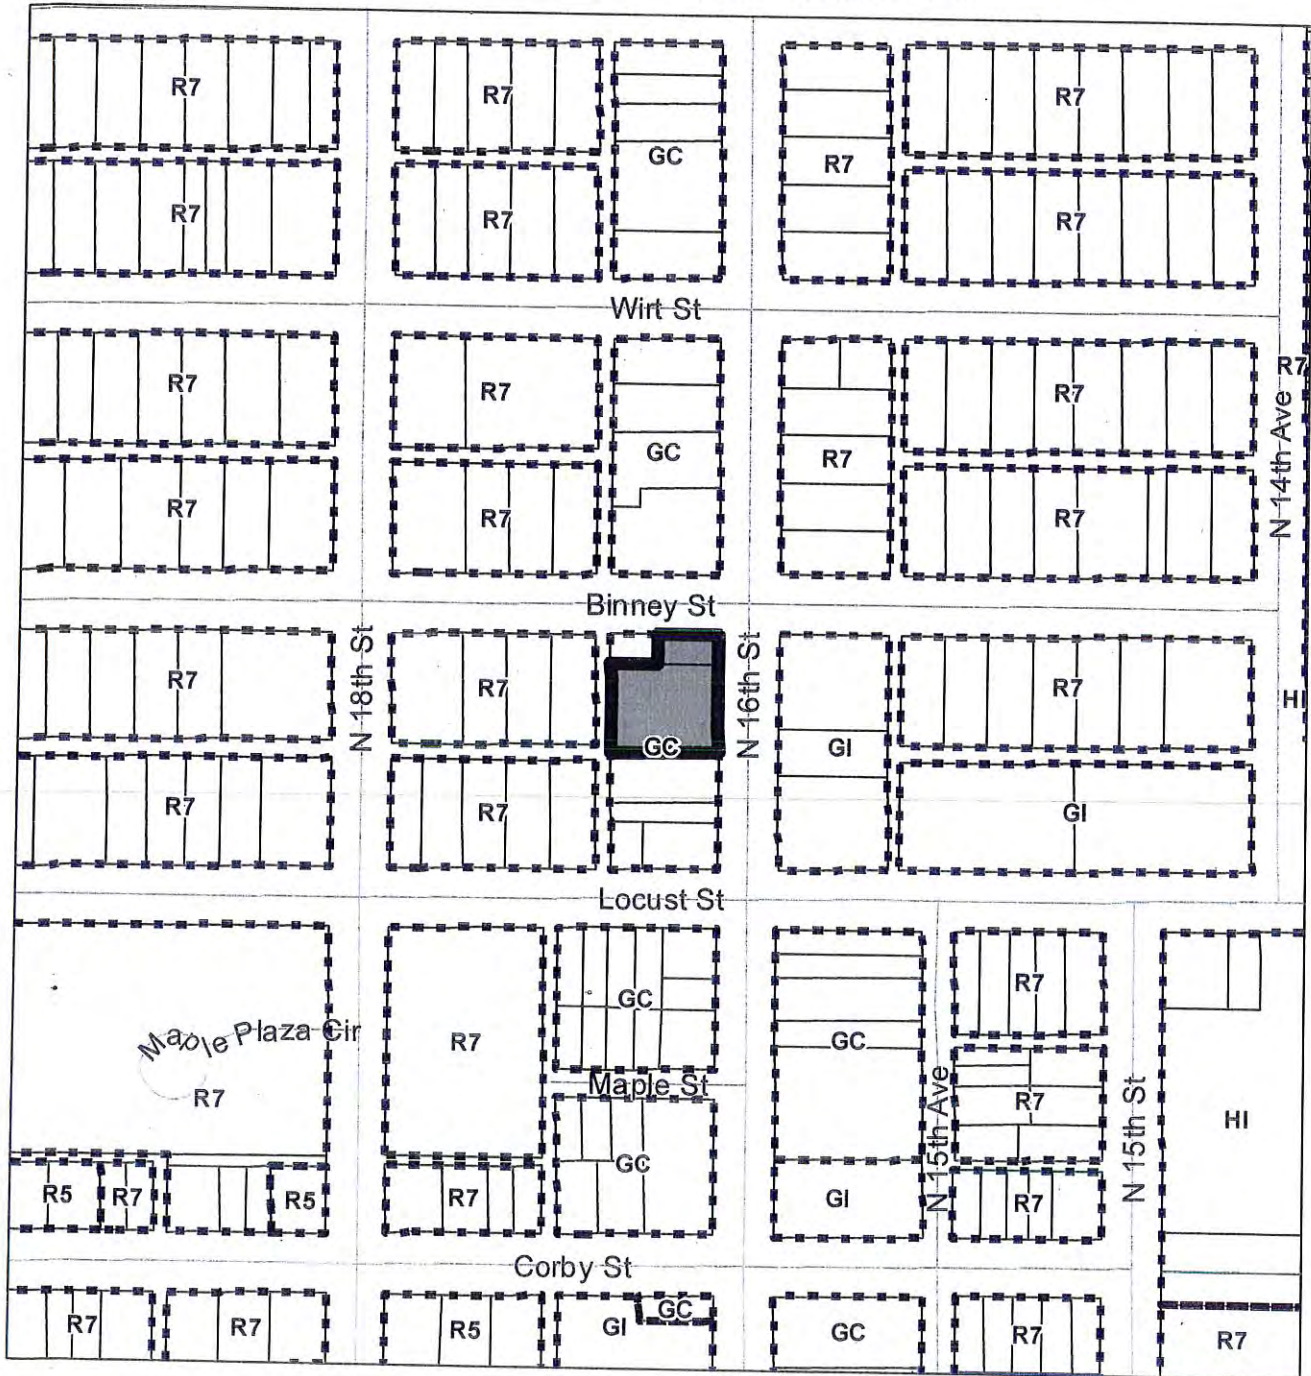 R7
R7
R7
GC
R7
R7
R7
R7
R7
Wirt St
R7
R7
R7
R7
GC
R7
N 14th Ave
R7
R7
R7
Binney St
N 18th St
N 16th St
R7
R7
R7
HI
GC
GI
R7
R7
GI
Locust St
R7
GC
R7
Maple Plaza Cir
R7
GC
Maple St
R7
R7
N 15th Ave
N 15th St
HI
R5
R7
R5
R7
GC
GI
R7
Corby St
R7
R7
R5
GI
GC
GC
R7
R7